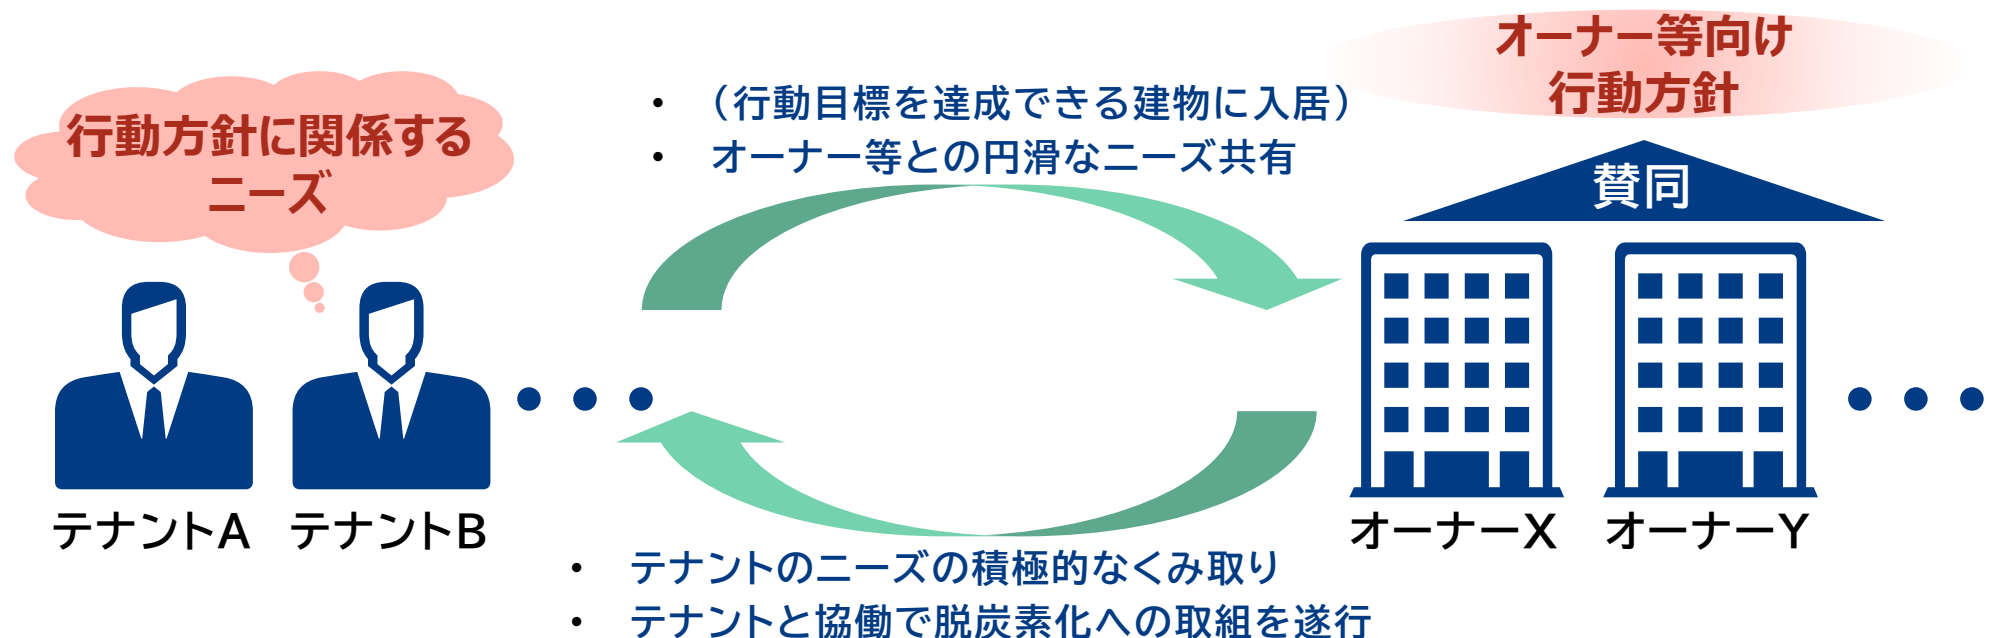 オーナー等向け
行動方針
行動方針に関係する
ニーズ
• （行動目標を達成できる建物に入居）
• オーナー等との円滑なニーズ共有
賛同
テナントA テナントB
オーナーX オーナーY
• テナントのニーズの積極的なくみ取り
• テナントと協働で脱炭素化への取組を遂行